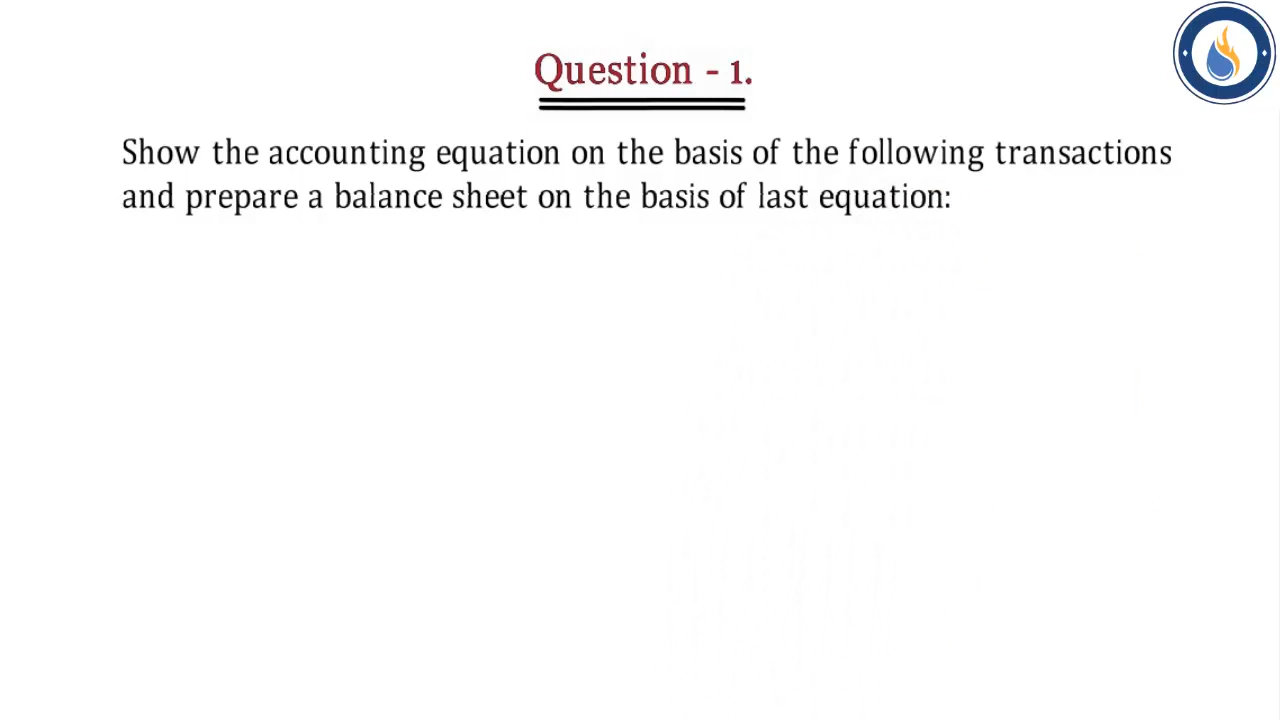 Question - 1.
Show the accounting equation on the basis of the following transactions
and prepare a balance sheet on the basis of last equation: